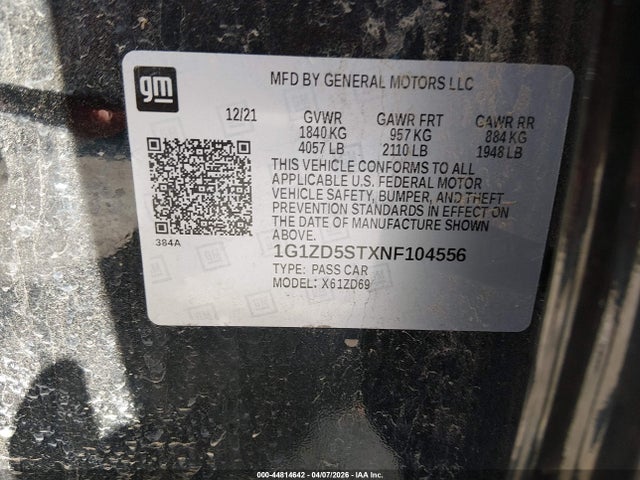 gm
MFD BY GENERAL MOTORS LLC
12/21 GVWR GAWR FRT GAWR RR
1840 KG 957 KG 884 KG
4057 LB 2110 LB 1948 LB
THIS VEHICLE CONFORMS TO ALL
APPLICABLE U.S. FEDERAL MOTOR
VEHICLE SAFETY, BUMPER, AND THEFT
PREVENTION STANDARDS IN EFFECT ON
THE DATE OF MANUFACTURE SHOWN
ABOVE.
384A
1G1ZD5STXNF104556
TYPE: PASS CAR
MODEL: X61ZD69
000-44814642 - 04/07/2026 - IAA Inc.